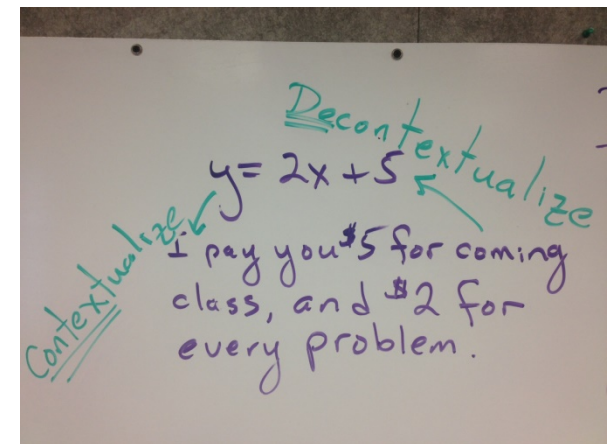 Decontextualize
y= 2x+5
Contextualize
I pay you $5 for coming
class, and $2 for
every problem.